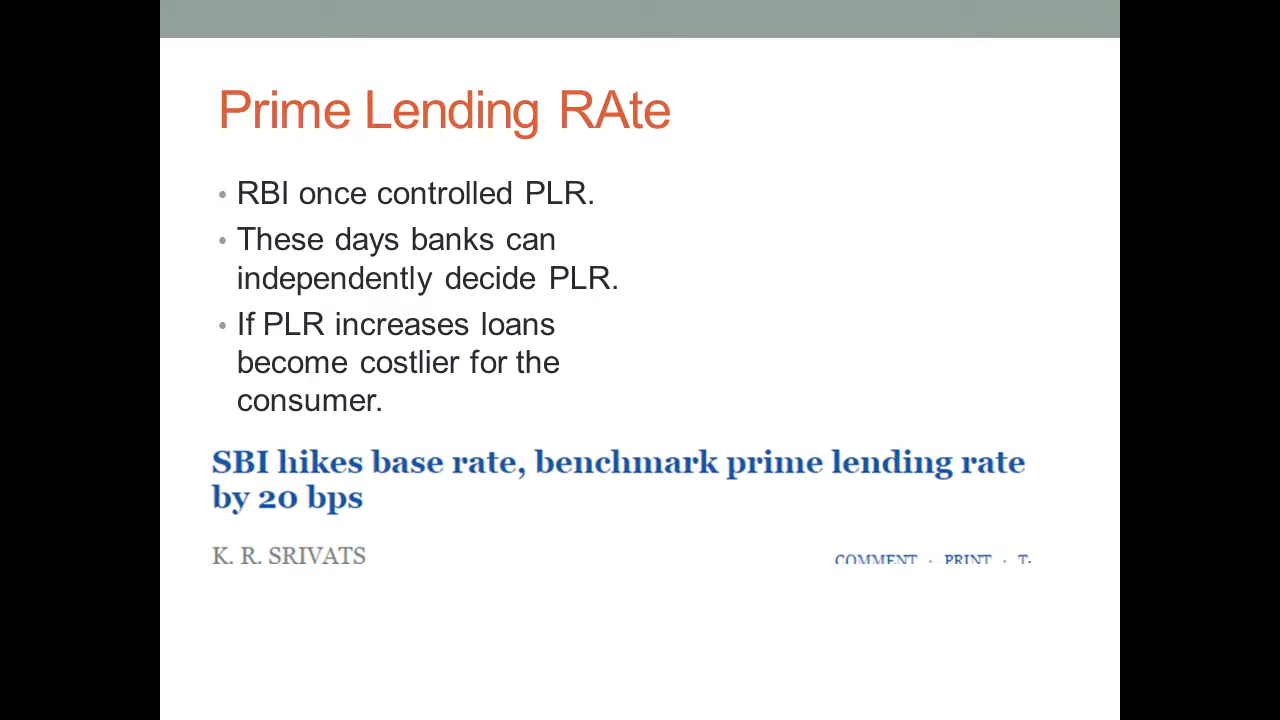 Prime Lending RAte
• RBI once controlled PLR.
• These days banks can
independently decide PLR.
• If PLR increases loans
become costlier for the
consumer.
SBI hikes base rate, benchmark prime lending rate
by 20 bps
K. R. SRIVATS
COMMENT · PRINT · T